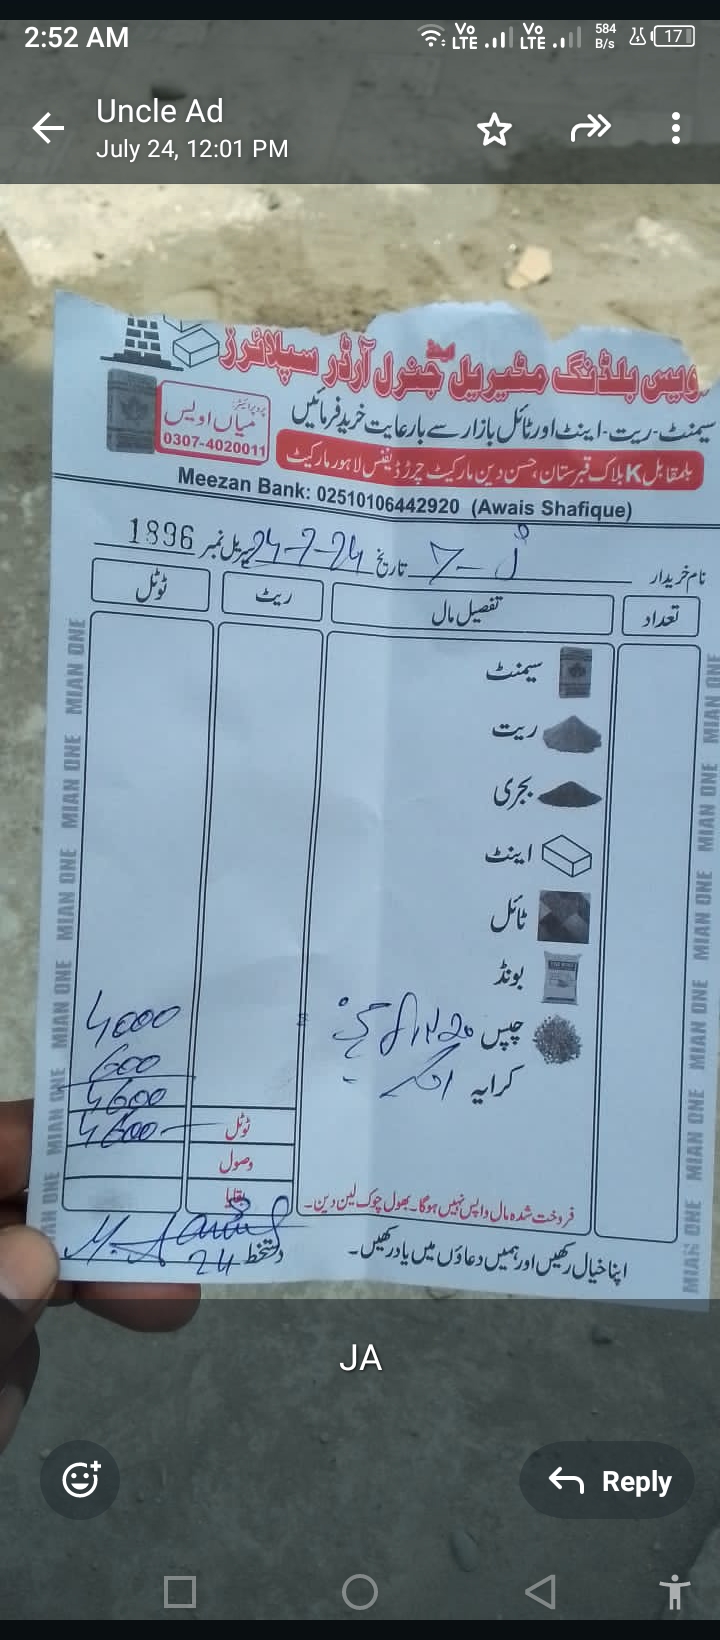 2:52 AM
Vo LTE Vo LTE 584 B/s 17
Uncle Ad
July 24, 12:01 PM
ویس بلڈنگ مٹیریل اینڈ جنرل آرڈر سپلائرز
سیمنٹ-ریت-اینٹ اور ٹائل بازار سے بارعایت خرید فرمائیں
پروپرائیٹر: میاں اویس
0307-4020011
بلمقابل K بلاک قبرستان، حسن دین مارکیٹ چرڑ ڈیفنس لاہور مارکیٹ
Meezan Bank: 02510106442920 (Awais Shafique)
نام خریدار تاریخ 24-7-24 سیریل نمبر 1896
تعداد تفصیل مال ریٹ ٹوٹل
سیمنٹ
ریت
بجری
اینٹ
ٹائل
بونڈ
چپس 4000
کرایہ 600
4600
ٹوٹل 4600
وصول
بقایا
فروخت شدہ مال واپس نہیں ہوگا۔ بھول چوک لین دین۔
دستخط 24
اپنا خیال رکھیں اور ہمیں دعاؤں میں یاد رکھیں۔
MIAN ONE MIAN ONE MIAN ONE MIAN ONE MIAN ONE MIAN ONE
MIAN ONE MIAN ONE MIAN ONE MIAN ONE MIAN ONE MIAN ONE
JA
Reply